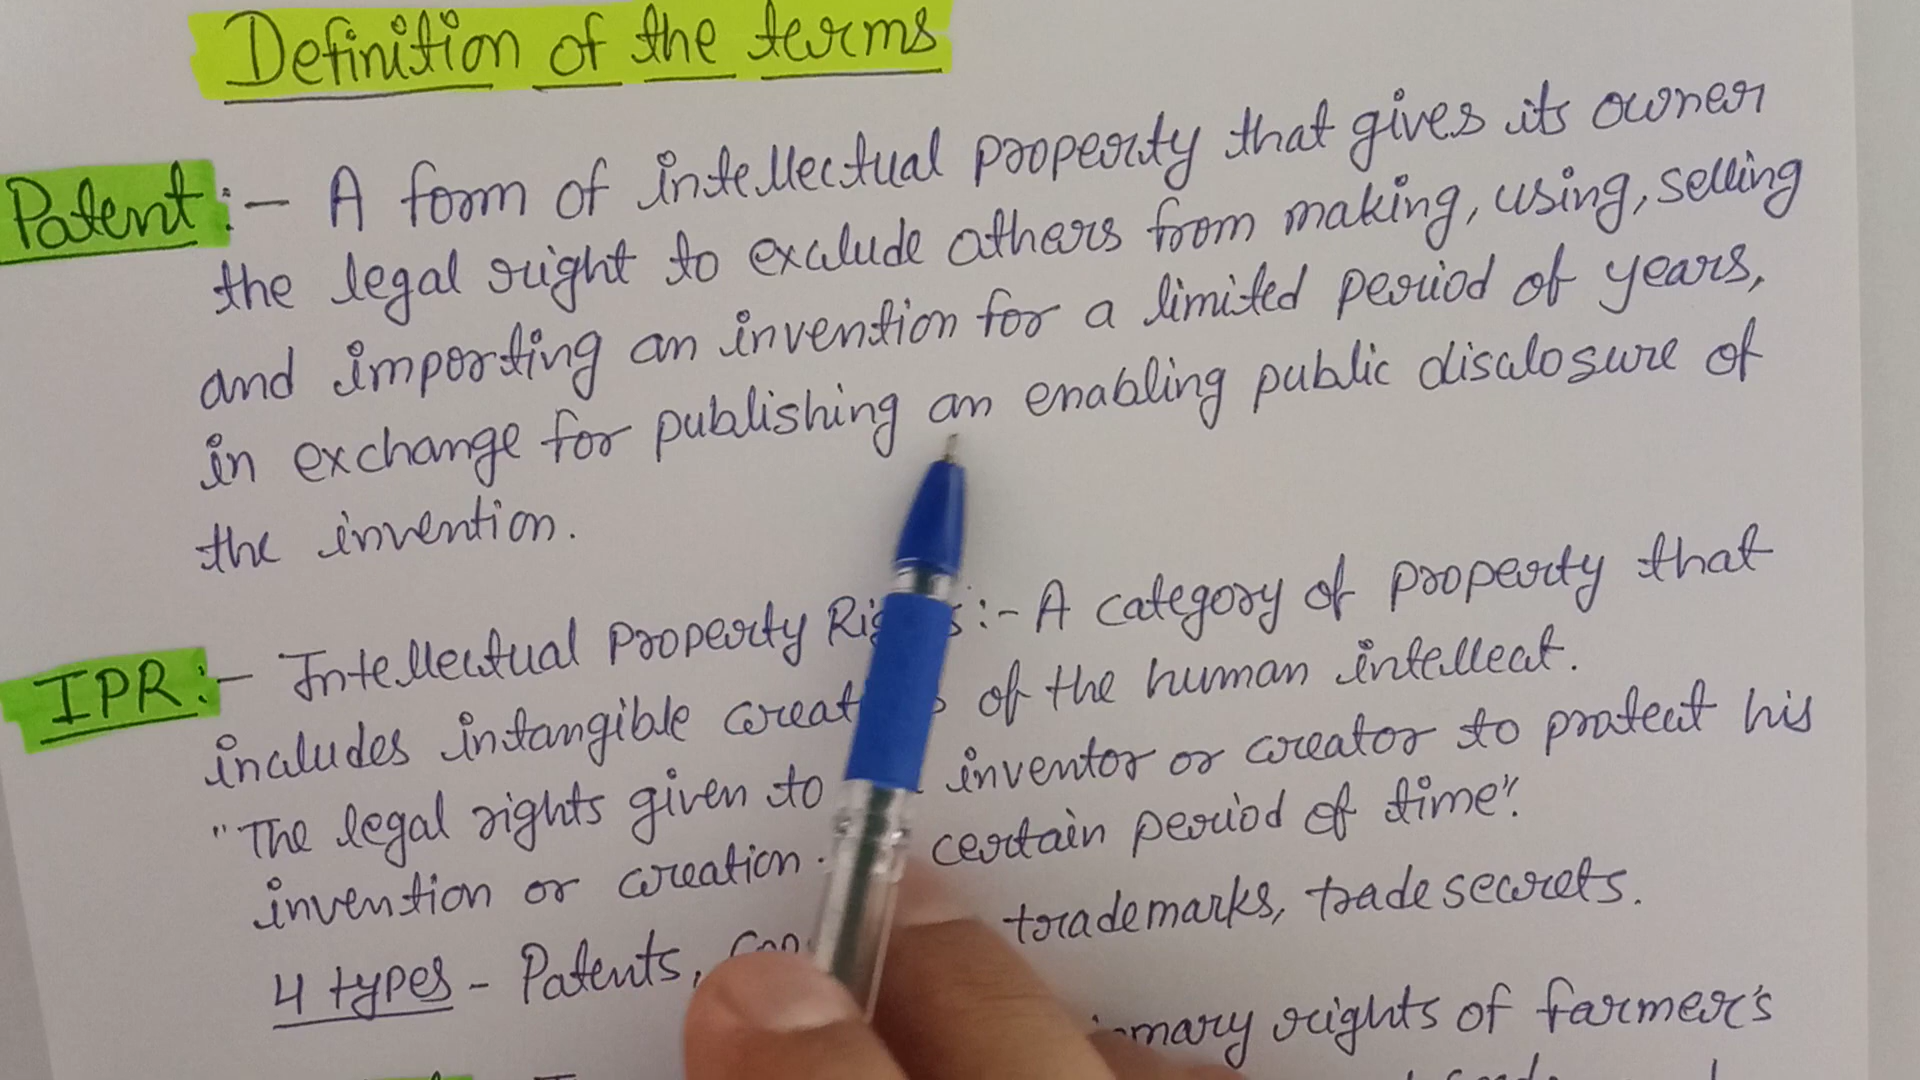 Definition of the terms
Patent:- A form of intellectual property that gives its owner
the legal right to exclude others from making, using, selling
and importing an invention for a limited period of years,
in exchange for publishing an enabling public disclosure of
the invention.
IPR:- Intellectual Property :- A category of property that
includes intangible of the human intellect.
"The legal rights given to inventor or creator to protect his
invention or creation certain period of time".
4 types - Patents, trademarks, trade secrets.
rights of farmer's